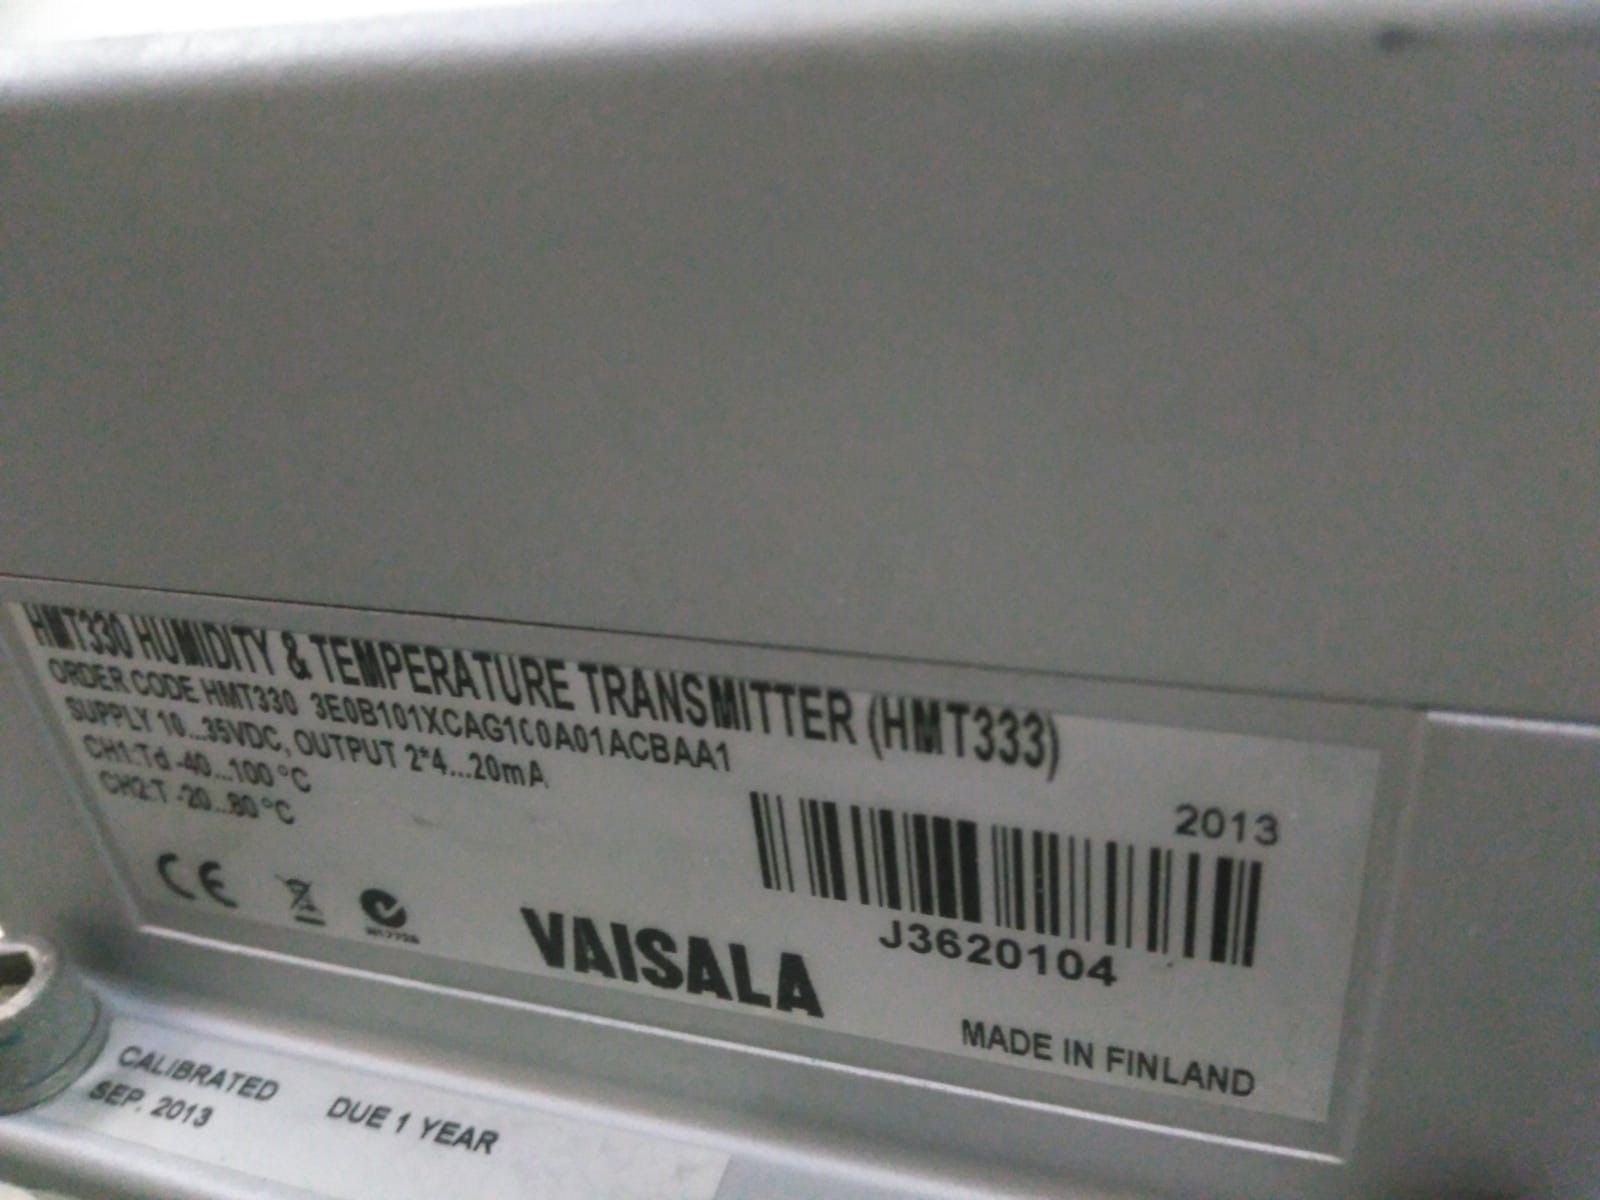 HMT330 HUMIDITY & TEMPERATURE TRANSMITTER (HMT333)
ORDER CODE HMT330 3E0B101XCAG100A01ACBAA1
SUPPLY 10...35VDC, OUTPUT 2*4...20mA
CH1:Td -40...100 °C
CH2:T -20...80 °C
2013
J3620104
CE
VAISALA
MADE IN FINLAND
CALIBRATED
SEP. 2013
DUE 1 YEAR